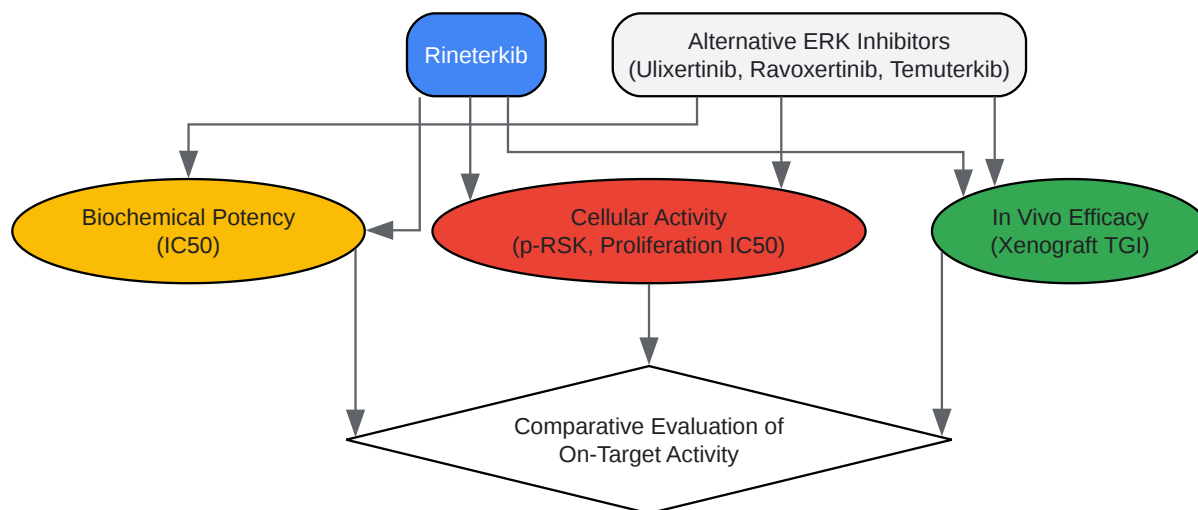 Rineterkib
Alternative ERK Inhibitors
(Ulixertinib, Ravoxertinib, Temuterkib)
Biochemical Potency
(IC50)
Cellular Activity
(p-RSK, Proliferation IC50)
In Vivo Efficacy
(Xenograft TGI)
Comparative Evaluation of
On-Target Activity